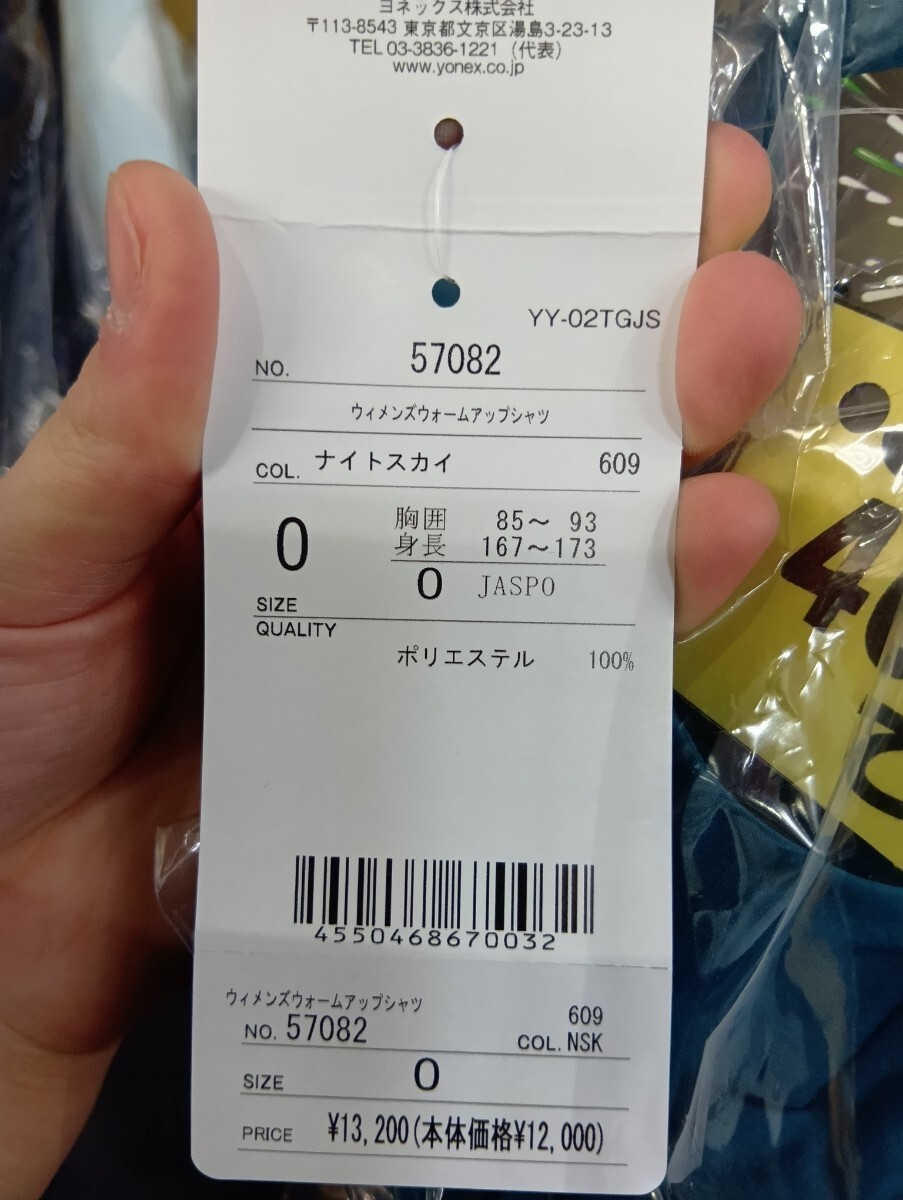 ヨネックス株式会社
〒113-8543 東京都文京区湯島3-23-13
TEL 03-3836-1221（代表）
www.yonex.co.jp
YY-02TGJS
NO. 57082
ウィメンズウォームアップシャツ
COL. ナイトスカイ 609
0 胸囲 85～ 93
身長 167～173
SIZE 0 JASPO
QUALITY
ポリエステル 100%
4550468670032
ウィメンズウォームアップシャツ 609
NO. 57082 COL. NSK
SIZE 0
PRICE ¥13,200(本体価格¥12,000)